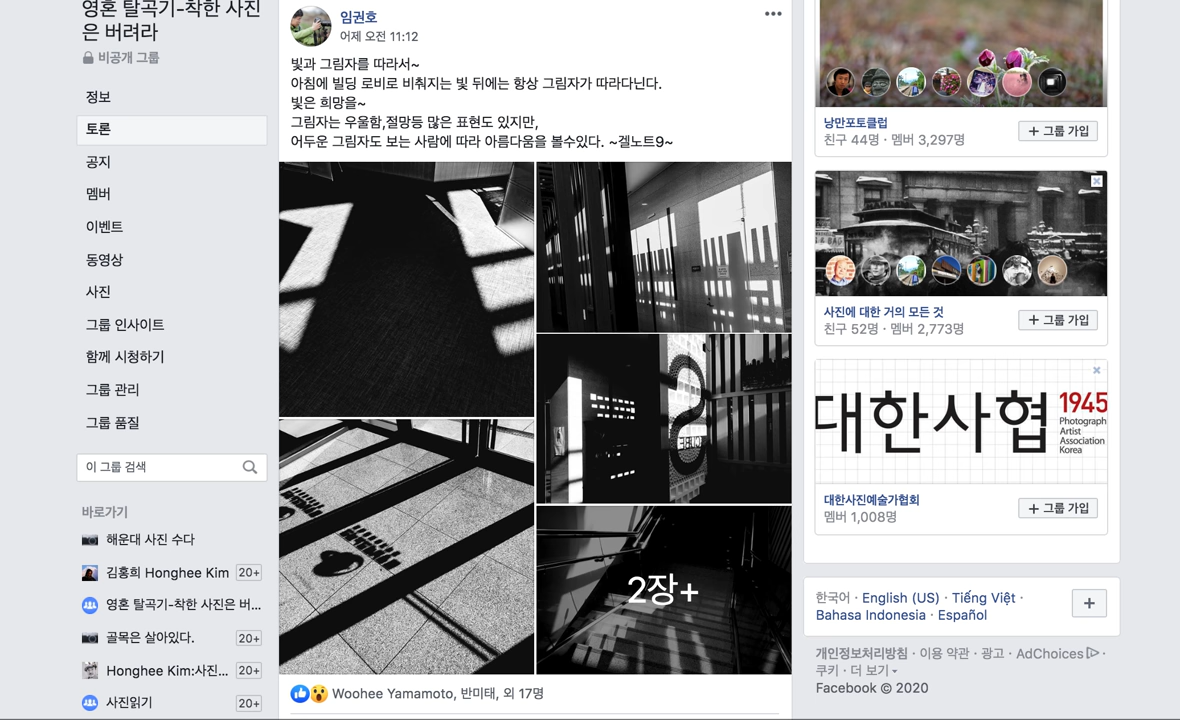 영혼 탈곡기-착한 사진
은 버려라
비공개 그룹
정보
토론
공지
멤버
이벤트
동영상
사진
그룹 인사이트
함께 시청하기
그룹 관리
그룹 품질
이 그룹 검색
바로가기
해운대 사진 수다
김홍희 Honghee Kim 20+
영혼 탈곡기-착한 사진은 버...
골목은 살아있다. 20+
Honghee Kim:사진... 20+
사진읽기 20+
임권호
어제 오전 11:12
빛과 그림자를 따라서~
아침에 빌딩 로비로 비춰지는 빛 뒤에는 항상 그림자가 따라다닌다.
빛은 희망을~
그림자는 우울함,절망등 많은 표현도 있지만,
어두운 그림자도 보는 사람에 따라 아름다움을 볼수있다. ~겔노트9~
2장+
Woohee Yamamoto, 반미태, 외 17명
낭만포토클럽
친구 44명 · 멤버 3,297명
+ 그룹 가입
사진에 대한 거의 모든 것
친구 52명 · 멤버 2,773명
+ 그룹 가입
대한사협
1945
Photograph
Artist
Association
Korea
대한사진예술가협회
멤버 1,008명
+ 그룹 가입
한국어 · English (US) · Tiếng Việt ·
Bahasa Indonesia · Español
개인정보처리방침 · 이용 약관 · 광고 · AdChoices ·
쿠키 · 더 보기
Facebook © 2020